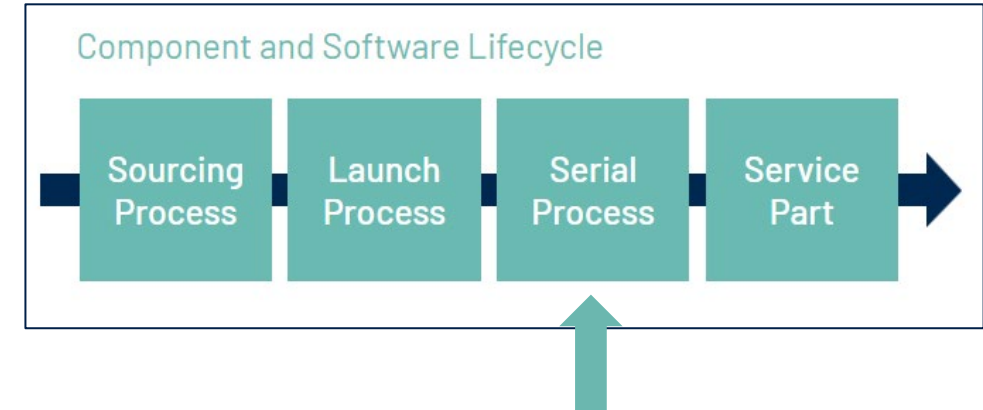 Component and Software Lifecycle
Sourcing
Process
Launch
Process
Serial
Process
Service
Part